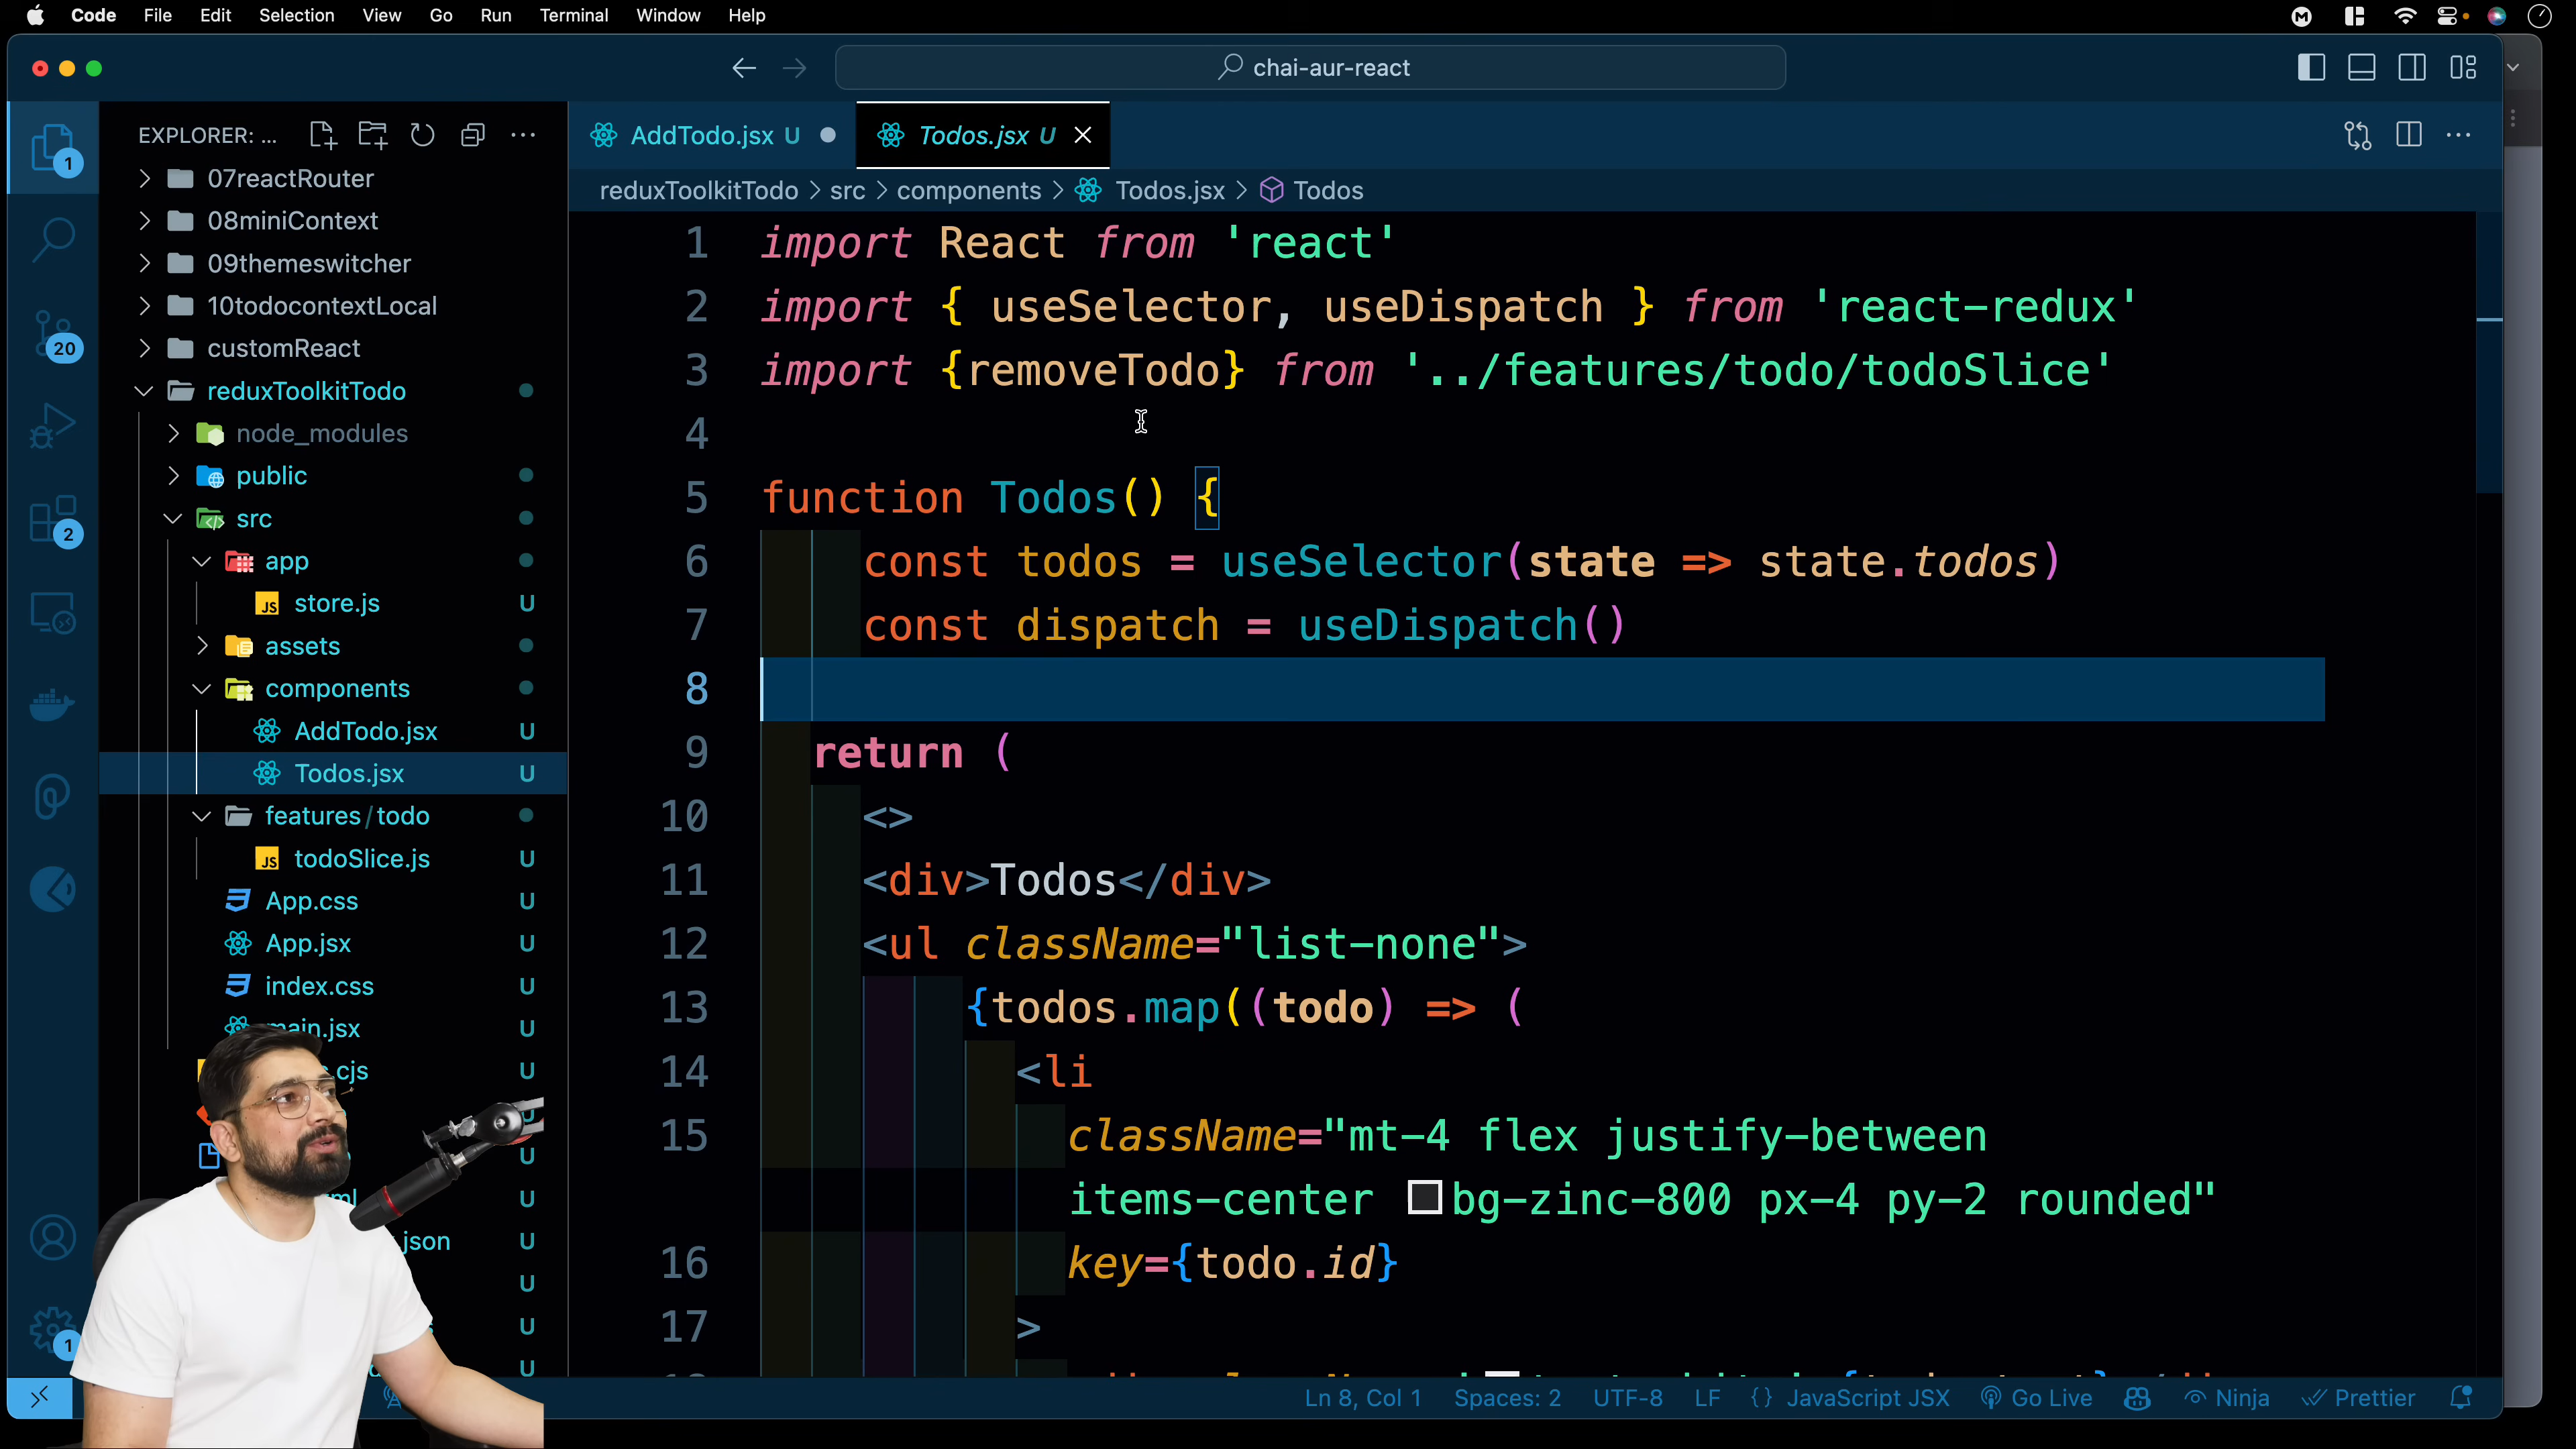 Code File Edit Selection View Go Run Terminal Window Help
chai-aur-react
EXPLORER: ...
AddTodo.jsx U
Todos.jsx U
reduxToolkitTodo > src > components > Todos.jsx > Todos
07reactRouter
08miniContext
09themeswitcher
10todocontextLocal
customReact
reduxToolkitTodo
node_modules
public
src
app
store.js U
assets
components
AddTodo.jsx U
Todos.jsx U
features/todo
todoSlice.js U
App.css U
App.jsx U
index.css U
main.jsx U
.cjs U
U
U
U
.json U
U
U
U
1
20
2
1
1 import React from 'react'
2 import { useSelector, useDispatch } from 'react-redux'
3 import {removeTodo} from '../features/todo/todoSlice'
4
5 function Todos() {
6 const todos = useSelector(state => state.todos)
7 const dispatch = useDispatch()
8
9 return (
10 <>
11 <div>Todos</div>
12 <ul className="list-none">
13 {todos.map((todo) => (
14 <li
15 className="mt-4 flex justify-between
items-center bg-zinc-800 px-4 py-2 rounded"
16 key={todo.id}
17 >
Ln 8, Col 1 Spaces: 2 UTF-8 LF {} JavaScript JSX Go Live Ninja Prettier